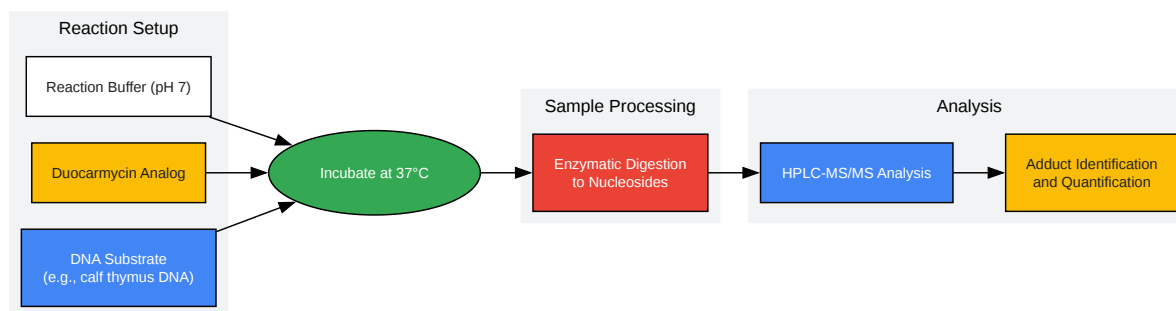 Reaction Setup
Reaction Buffer (pH 7)
Duocarmycin Analog
DNA Substrate
(e.g., calf thymus DNA)
Incubate at 37°C
Sample Processing
Enzymatic Digestion
to Nucleosides
Analysis
HPLC-MS/MS Analysis
Adduct Identification
and Quantification